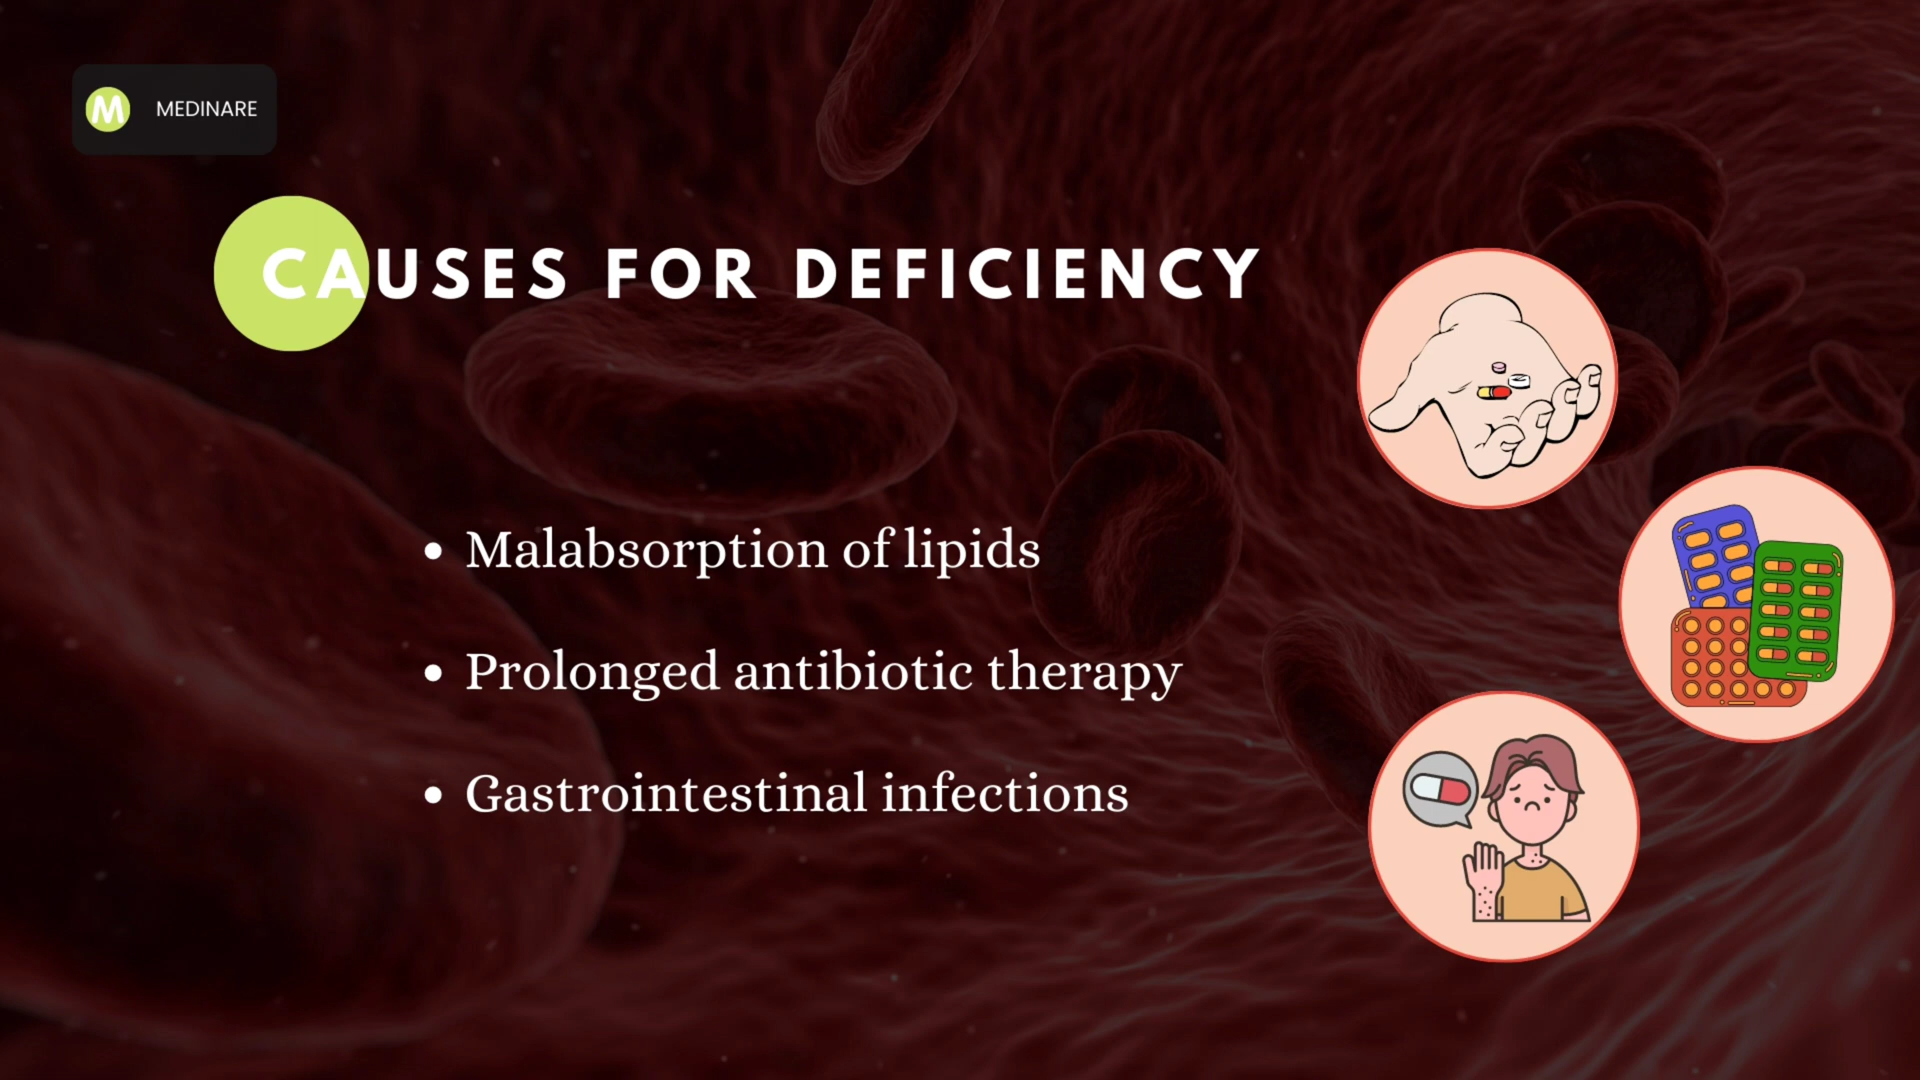 M MEDINARE
CAUSES FOR DEFICIENCY
• Malabsorption of lipids
• Prolonged antibiotic therapy
• Gastrointestinal infections